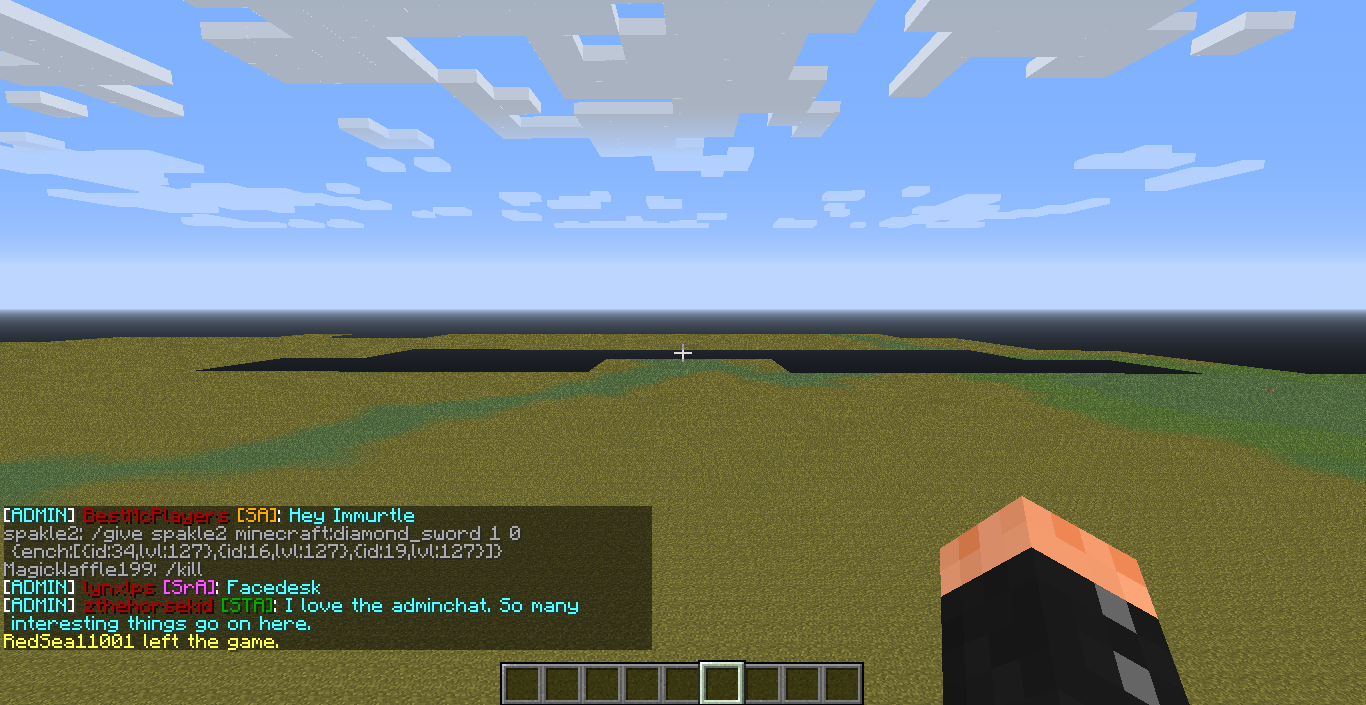 [ADMIN] BestMcPlayers [SA]: Hey Immurtle
spakle2: /give spakle2 minecraft:diamond_sword 1 0
{ench:[{id:34,lvl:127},{id:16,lvl:127},{id:19,lvl:127}]}
MagicWaffle199: /kill
[ADMIN] lynxlps [SrA]: Facedesk
[ADMIN] zthehorsekid [STA]: I love the adminchat. So many
interesting things go on here.
RedSea11001 left the game.